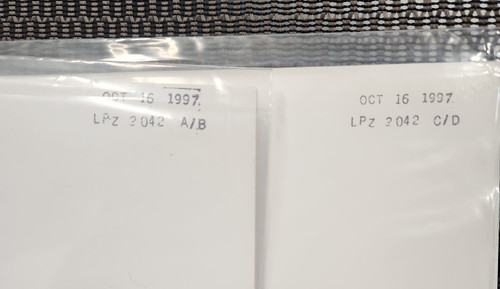 OCT 16 1997
LPZ 2042 A/B
OCT 16 1997
LPZ 2042 C/D